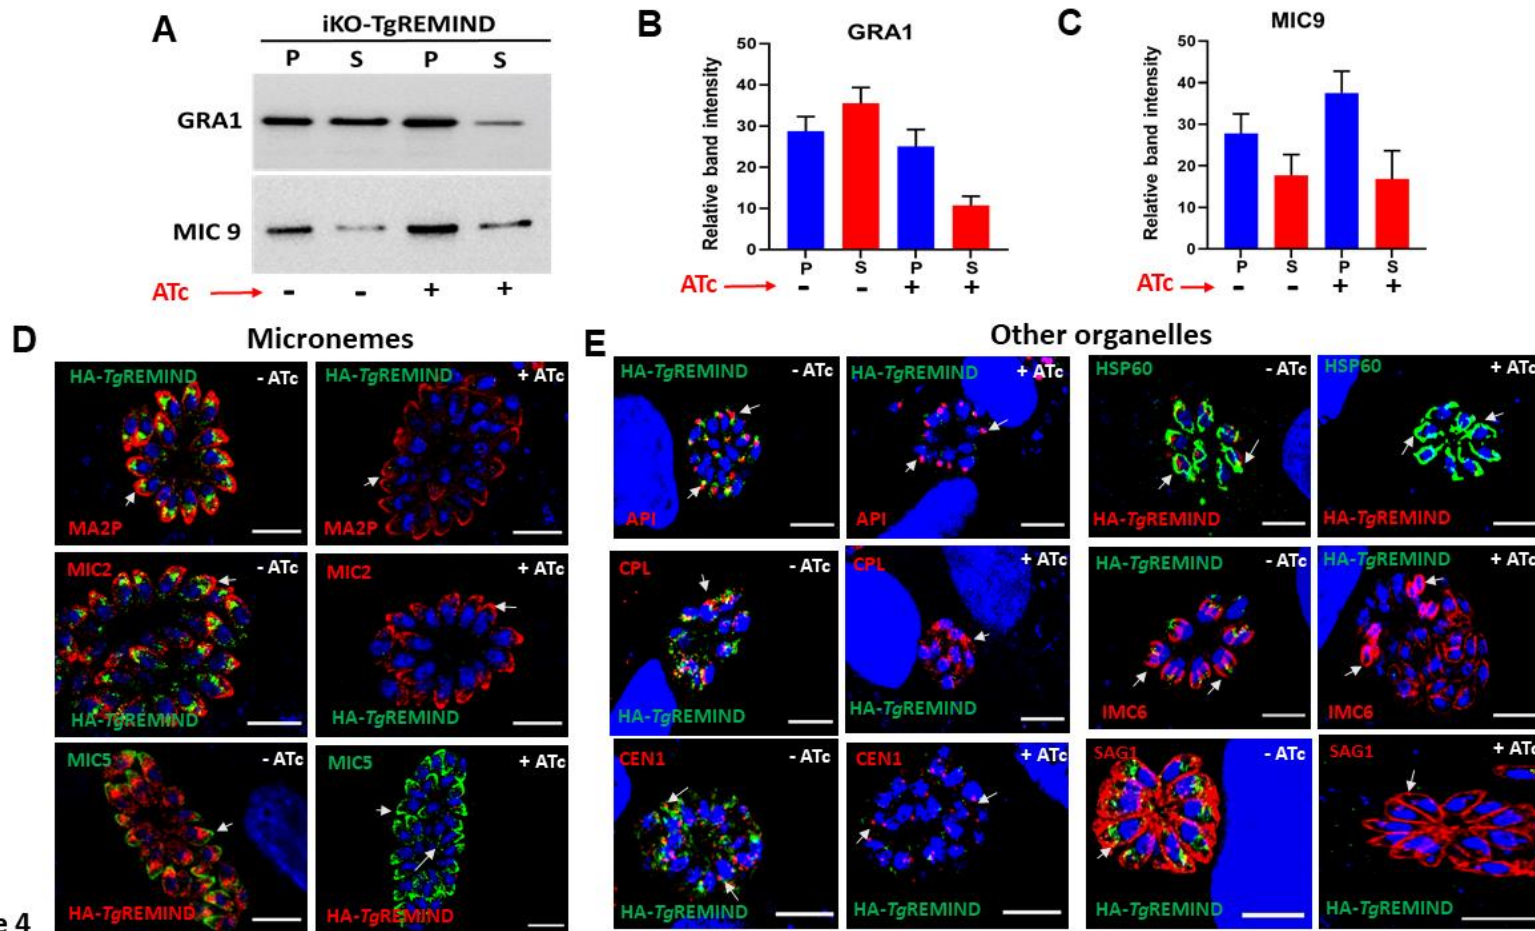 A
iKO-TgREMIND
P S P S
GRA1
MIC 9
ATc - - + +
B
GRA1
Relative band intensity
50
40
30
20
10
0
P S P S
ATc - - + +
C
MIC9
Relative band intensity
50
40
30
20
10
0
P S P S
ATc - - + +
D
Micronemes
HA-TgREMIND - ATc
MA2P
HA-TgREMIND + ATc
MA2P
MIC2 - ATc
HA-TgREMIND
MIC2 + ATc
HA-TgREMIND
MIC5 - ATc
HA-TgREMIND
MIC5 + ATc
HA-TgREMIND
E
Other organelles
HA-TgREMIND - ATc
API
HA-TgREMIND + ATc
API
HSP60 - ATc
HA-TgREMIND
HSP60 + ATc
HA-TgREMIND
CPL - ATc
HA-TgREMIND
CPL + ATc
HA-TgREMIND
HA-TgREMIND - ATc
IMC6
HA-TgREMIND + ATc
IMC6
CEN1 - ATc
HA-TgREMIND
CEN1 + ATc
HA-TgREMIND
SAG1 - ATc
HA-TgREMIND
SAG1 + ATc
HA-TgREMIND
e 4